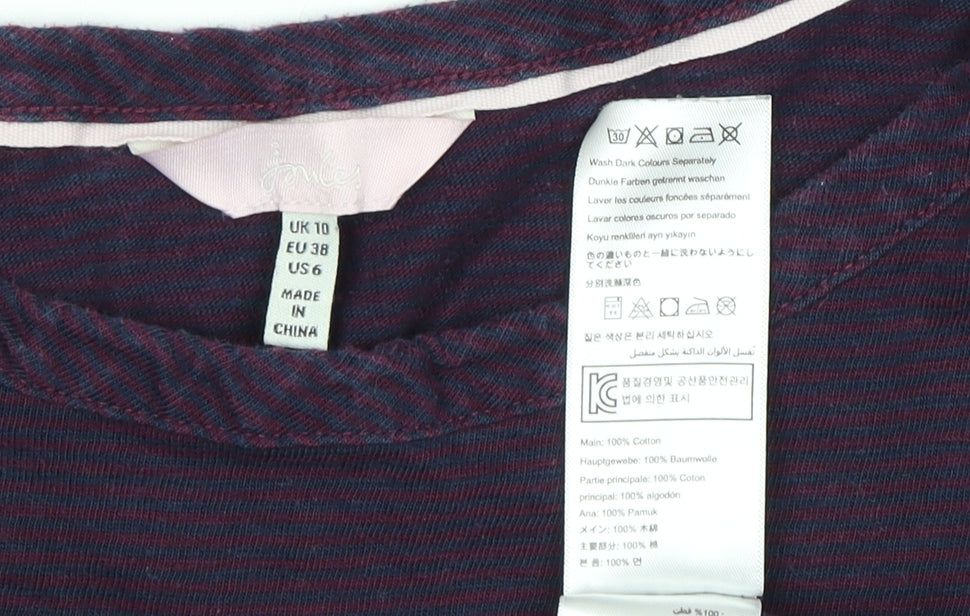 Joules
UK 10
EU 38
US 6
MADE
IN
CHINA
30
Wash Dark Colours Separately
Dunkle Farben getrennt waschen
Laver les couleurs foncées séparément
Lavar colores oscuros por separado
Koyu renklileri ayrı yıkayın
色の濃いものと一緒に洗わないようにし
てください
分别洗滌深色
짙은 색상은 분리 세탁하십시오
تغسل الألوان الداكنة بشكل منفصل
품질경영및 공산품안전관리
법에 의한 표시
Main: 100% Cotton
Hauptgewebe: 100% Baumwolle
Partie principale: 100% Coton
principal: 100% algodón
Ana: 100% Pamuk
メイン: 100% 木綿
主要部分: 100% 棉
본 몸: 100% 면
100% قطن